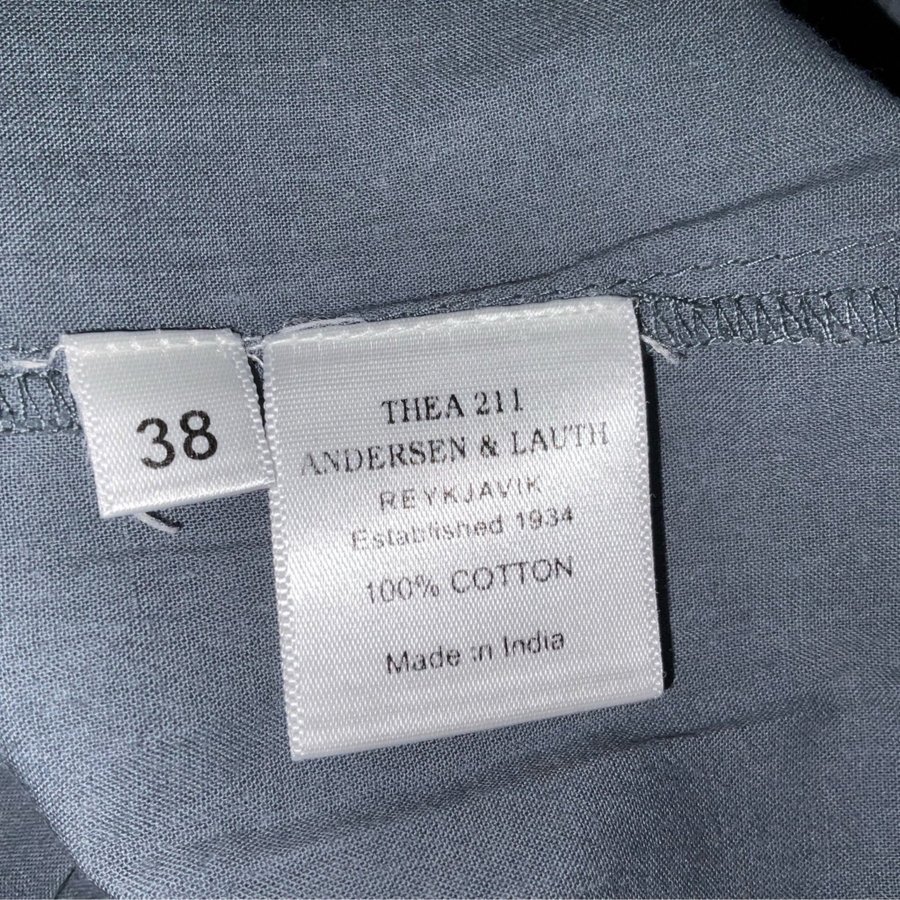 38
THEA 211
ANDERSEN & LAUTH
REYKJAVIK
Established 1934
100% COTTON
Made in India